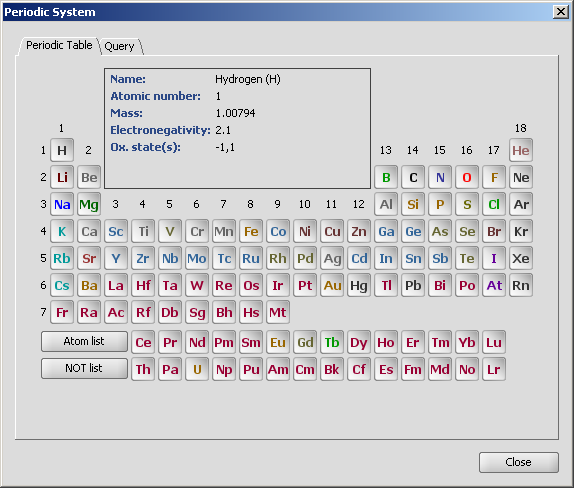 Periodic System
Periodic Table Query
Name: Hydrogen (H)
Atomic number: 1
Mass: 1.00794
Electronegativity: 2.1
Ox. state(s): -1,1
1 18
1 H 2 13 14 15 16 17 He
2 Li Be B C N O F Ne
3 Na Mg 3 4 5 6 7 8 9 10 11 12 Al Si P S Cl Ar
4 K Ca Sc Ti V Cr Mn Fe Co Ni Cu Zn Ga Ge As Se Br Kr
5 Rb Sr Y Zr Nb Mo Tc Ru Rh Pd Ag Cd In Sn Sb Te I Xe
6 Cs Ba La Hf Ta W Re Os Ir Pt Au Hg Tl Pb Bi Po At Rn
7 Fr Ra Ac Rf Db Sg Bh Hs Mt
Atom list Ce Pr Nd Pm Sm Eu Gd Tb Dy Ho Er Tm Yb Lu
NOT list Th Pa U Np Pu Am Cm Bk Cf Es Fm Md No Lr
Close